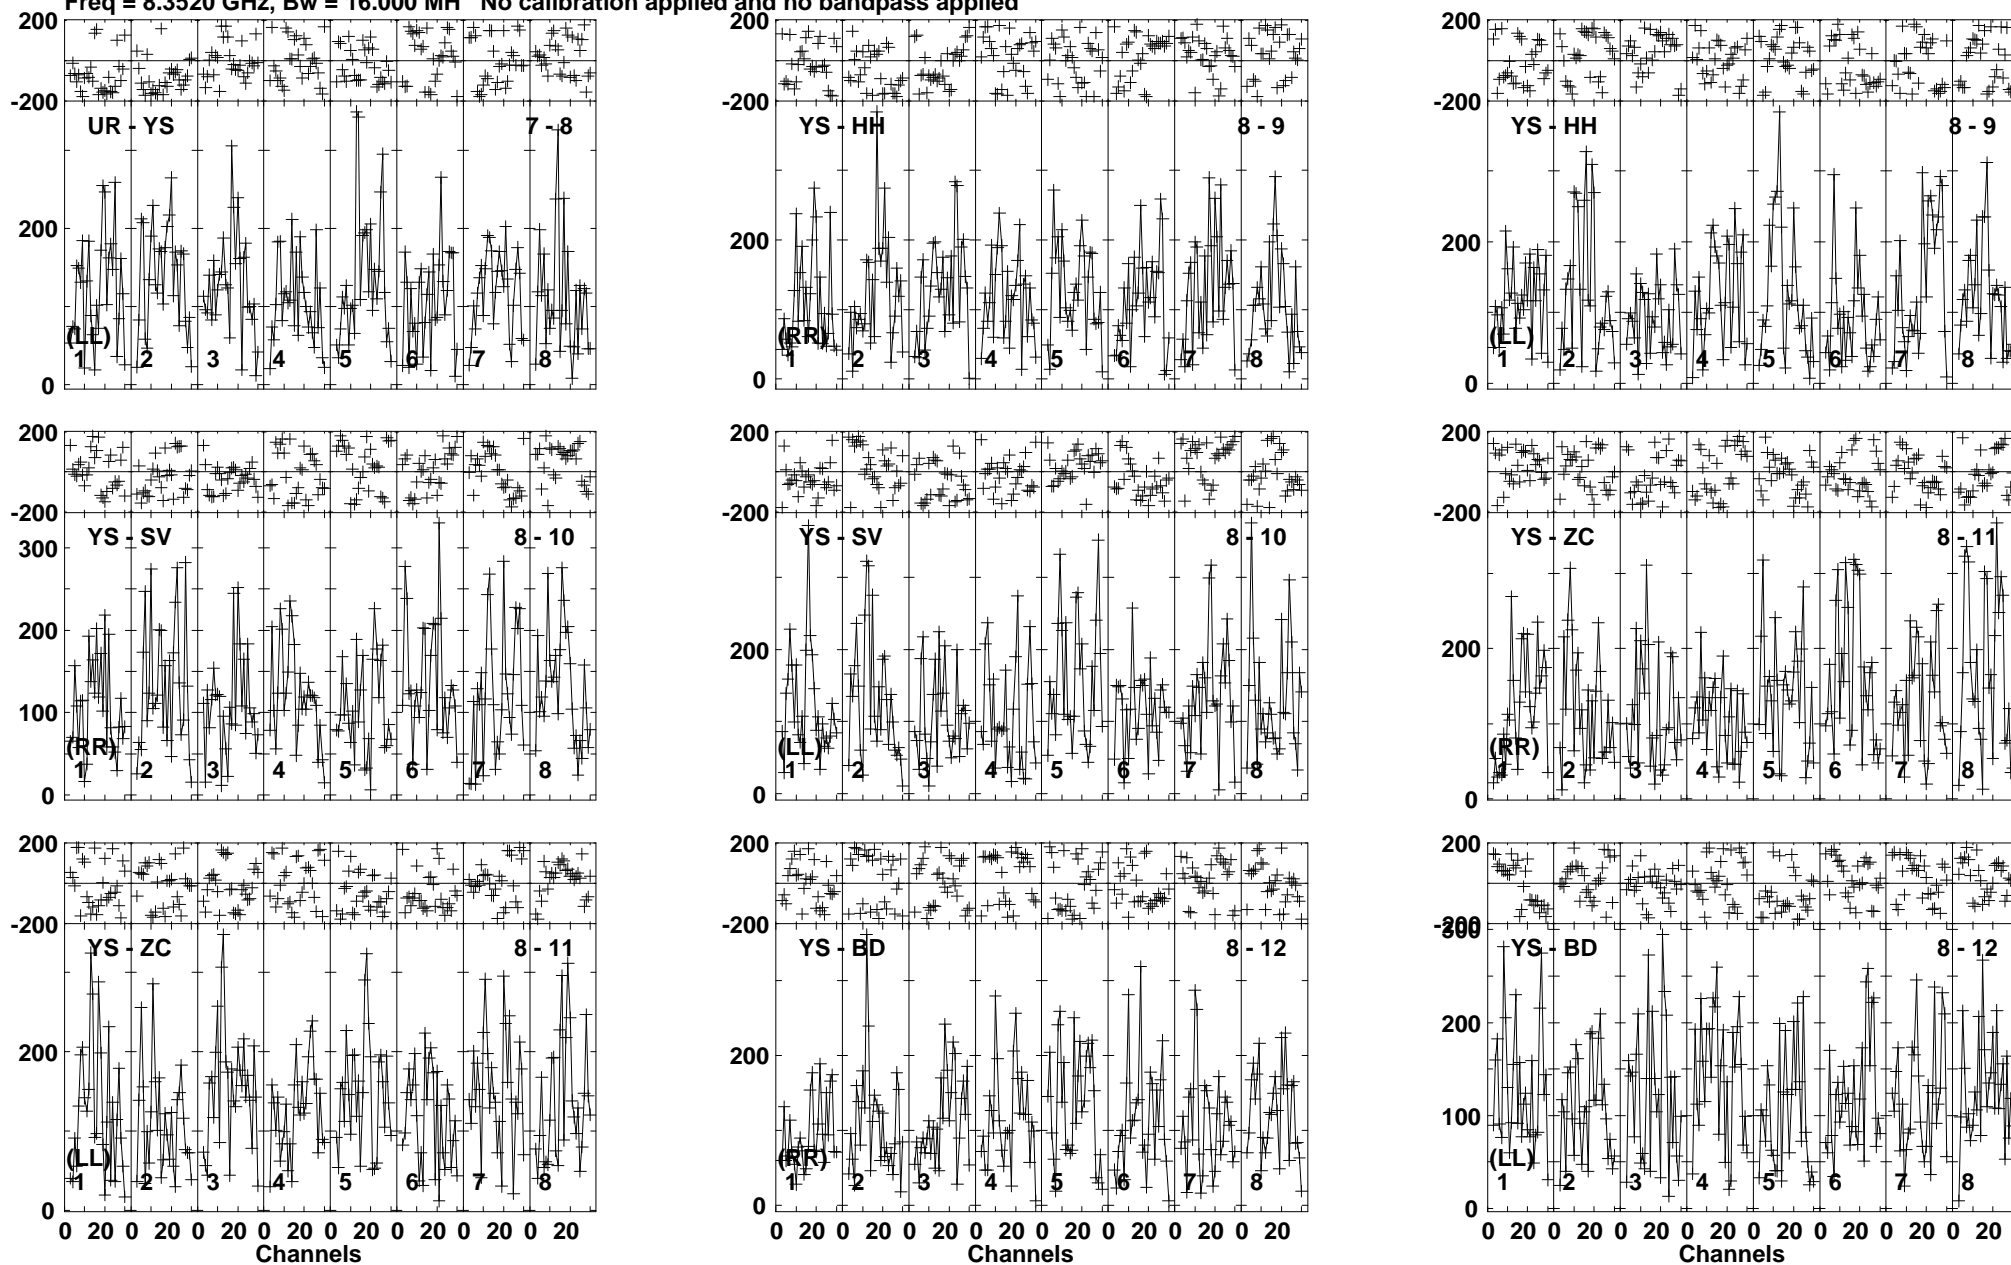 Freq = 8.3520 GHz, Bw = 16.000 MH No calibration applied and no bandpass applied
200 200 200
-200 -200 -200
UR - YS 7 - 8 YS - HH 8 - 9 YS - HH 8 - 9
200 200 200
(LL) (RR) (LL)
1 2 3 4 5 6 7 8 1 2 3 4 5 6 7 8 1 2 3 4 5 6 7 8
0 0 0
200 200 200
-200 -200 -200
YS - SV 8 - 10 YS - SV 8 - 10 YS - ZC 8 - 11
300
200 200 200
100
(RR) (LL) (RR)
1 2 3 4 5 6 7 8 1 2 3 4 5 6 7 8 1 2 3 4 5 6 7 8
0 0 0
200 200 200
-200 -200 -200
300
YS - ZC 8 - 11 YS - BD 8 - 12 YS - BD 8 - 12
200 200 200
100
(LL) (RR) (LL)
1 2 3 4 5 6 7 8 1 2 3 4 5 6 7 8 1 2 3 4 5 6 7 8
0 0 0
0 20 0 20 0 20 0 20 0 20 0 20 0 20 0 20 0 20 0 20 0 20 0 20 0 20 0 20 0 20 0 20 0 20 0 20 0 20 0 20 0 20 0 20 0 20 0 20
Channels Channels Channels